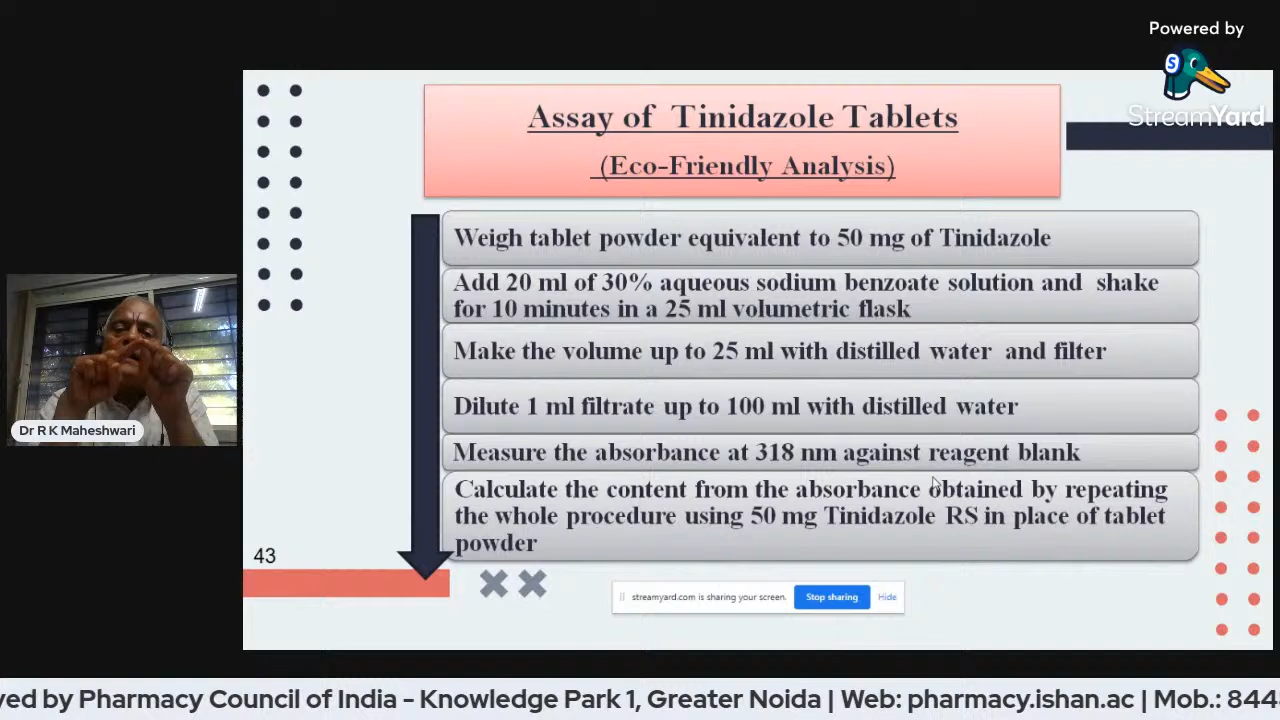 Powered by
StreamYard
Assay of Tinidazole Tablets
(Eco-Friendly Analysis)
Weigh tablet powder equivalent to 50 mg of Tinidazole
Add 20 ml of 30% aqueous sodium benzoate solution and shake
for 10 minutes in a 25 ml volumetric flask
Make the volume up to 25 ml with distilled water and filter
Dilute 1 ml filtrate up to 100 ml with distilled water
Measure the absorbance at 318 nm against reagent blank
Calculate the content from the absorbance obtained by repeating
the whole procedure using 50 mg Tinidazole RS in place of tablet
powder
Dr R K Maheshwari
43
streamyard.com is sharing your screen.
Stop sharing
Hide
by Pharmacy Council of India - Knowledge Park 1, Greater Noida | Web: pharmacy.ishan.ac | Mob.: 844